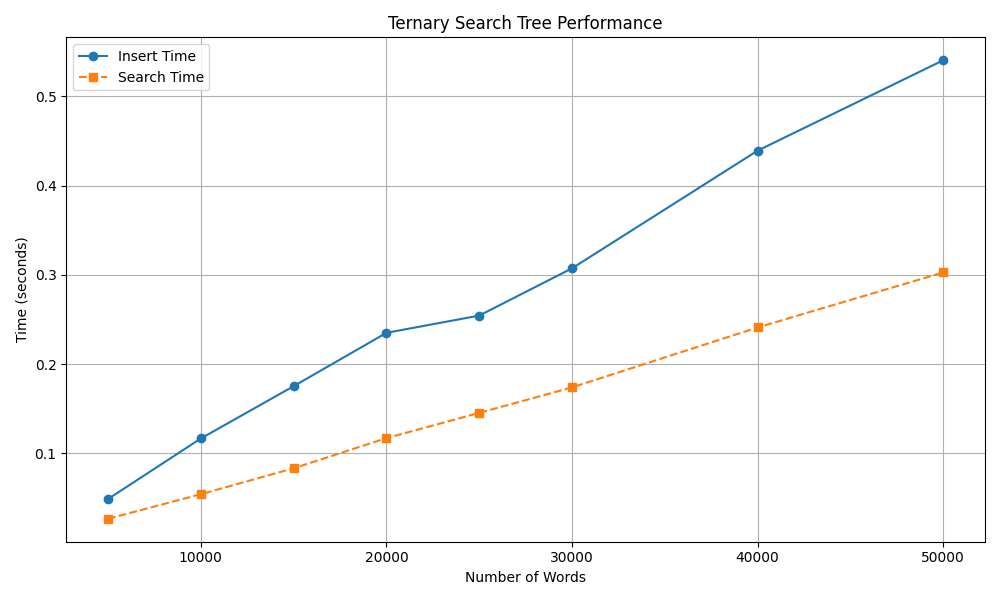 Ternary Search Tree Performance
Insert Time
Search Time
Time (seconds)
0.5
0.4
0.3
0.2
0.1
10000
20000
30000
40000
50000
Number of Words